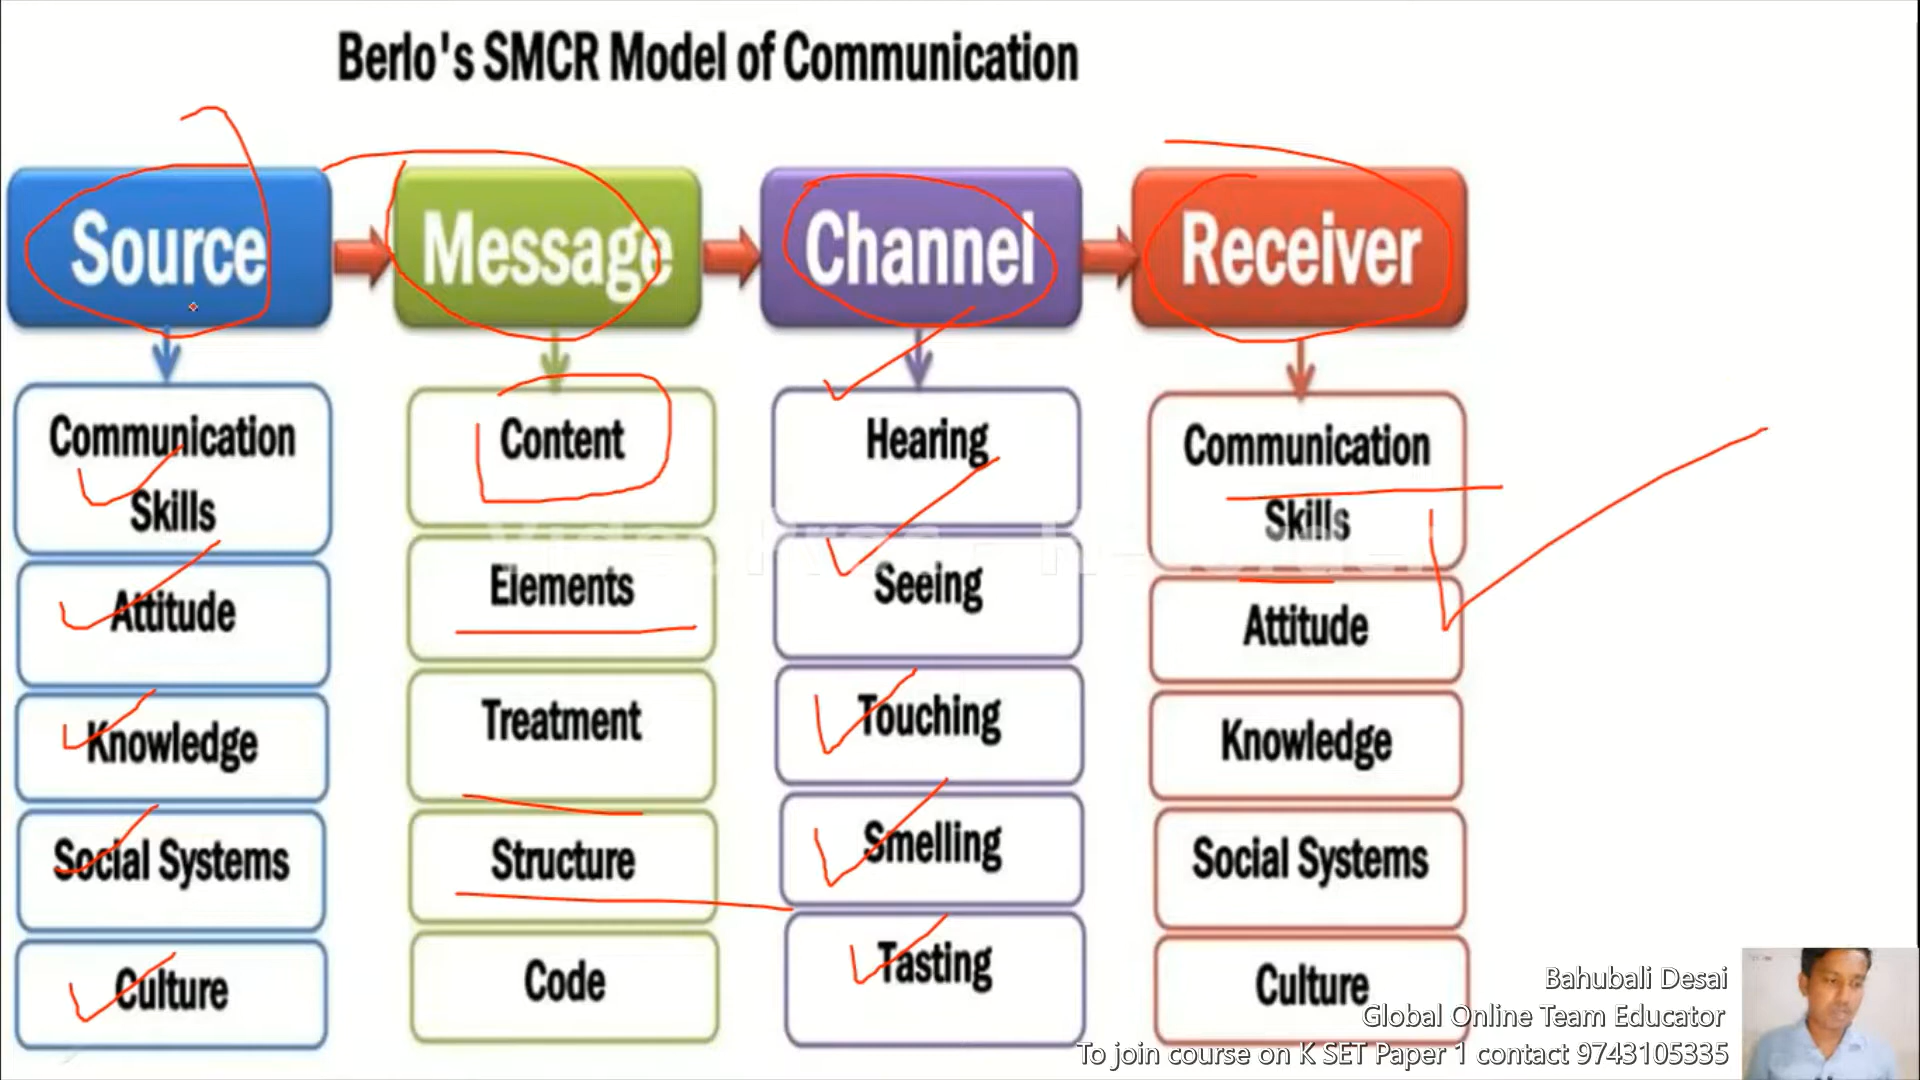 Berlo's SMCR Model of Communication
Source
Message
Channel
Receiver
Communication
Skills
Attitude
Knowledge
Social Systems
Culture
Content
Elements
Treatment
Structure
Code
Hearing
Seeing
Touching
Smelling
Tasting
Communication
Skills
Attitude
Knowledge
Social Systems
Culture
Bahubali Desai
Global Online Team Educator
To join course on K SET Paper 1 contact 9743105335